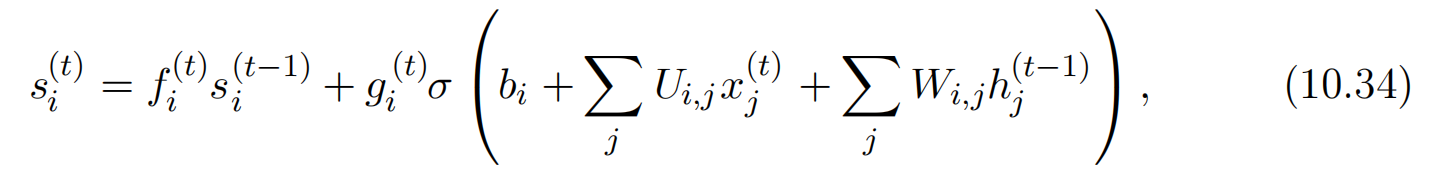 s_i^{(t)} = f_i^{(t)} s_i^{(t-1)} + g_i^{(t)} σ ( b_i + ∑_j U_{i,j} x_j^{(t)} + ∑_j W_{i,j} h_j^{(t-1)} ) , (10.34)